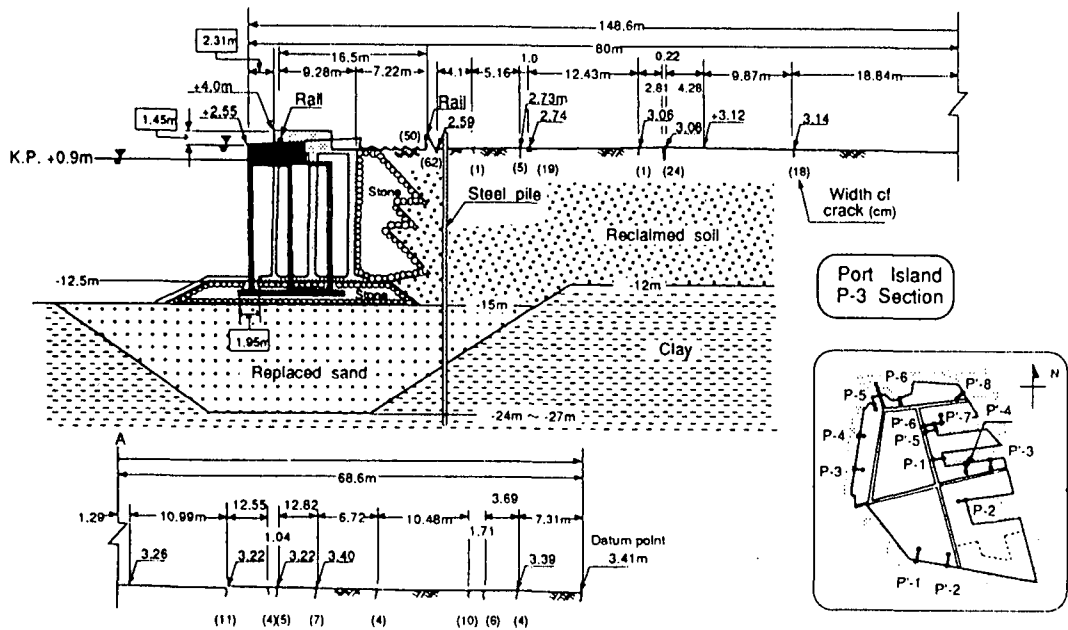 148.6m
80m
2.31m
16.5m
1.0
0.22
9.28m
7.22m
4.1
5.16
12.43m
9.87m
18.84m
2.81
4.28
+4.0m
Rail
Rail
2.73m
1.45m
+2.55
2.59
2.74
3.06
3.06
+3.12
3.14
(50)
K.P. +0.9m
(62)
(1)
(5)
(19)
(1)
(24)
(18)
Stone
Steel pile
Width of
crack (cm)
Reclaimed soil
-12.5m
-12m
Port Island
P-3 Section
Stone
-15m
1.95m
Clay
Replaced sand
-24m ~ -27m
P-6
N
P'-8
P-5
P'-7
P'-4
P'-6
P'-5
P-4
P'-3
P-1
P-3
P-2
P'-1
P'-2
A
68.6m
3.69
12.55
12.82
1.29
10.99m
6.72
10.48m
7.31m
1.04
1.71
Datum point
3.26
3.22
3.22
3.40
3.39
3.41m
(11)
(4)(5)
(7)
(4)
(10)
(6)
(4)